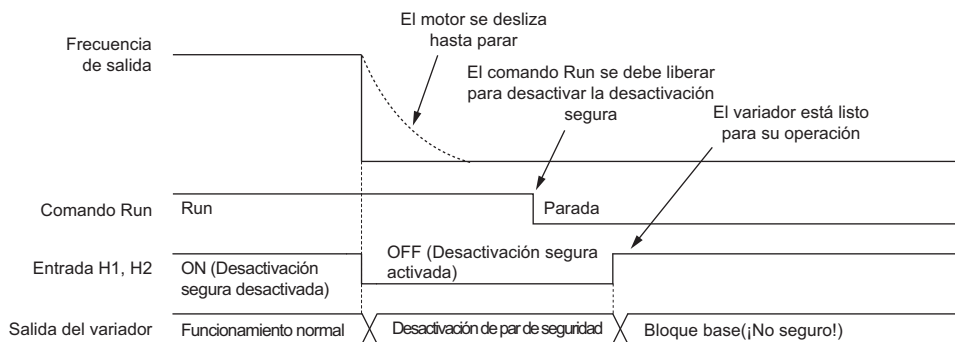 El motor se desliza
hasta parar
Frecuencia
de salida
El comando Run se debe liberar
para desactivar la desactivación
segura
El variador está listo
para su operación
Comando Run
Run
Parada
Entrada H1, H2
ON (Desactivación
segura desactivada)
OFF (Desactivación segura
activada)
Salida del variador
Funcionamiento normal
Desactivación de par de seguridad
Bloque base(¡No seguro!)